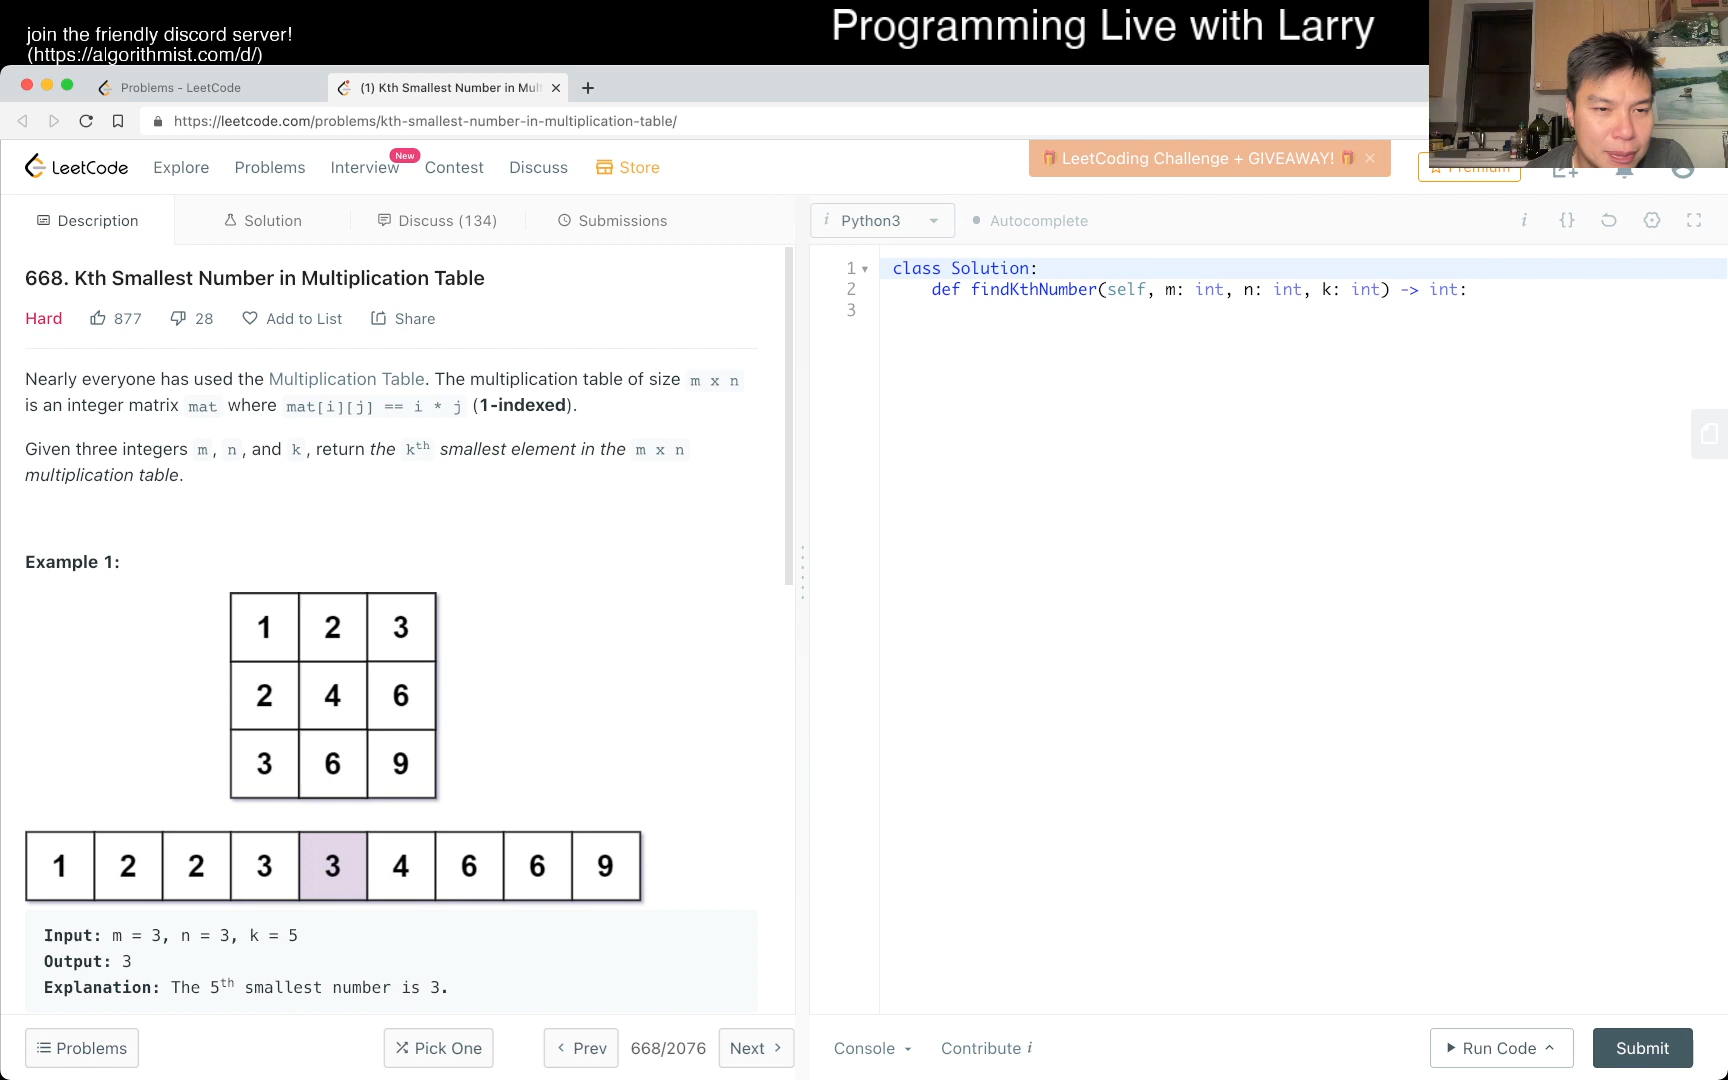 join the friendly discord server!
(https://algorithmist.com/d/)
Programming Live with Larry
Problems - LeetCode
(1) Kth Smallest Number in Mul
https://leetcode.com/problems/kth-smallest-number-in-multiplication-table/
LeetCode
Explore
Problems
Interview
New
Contest
Discuss
Store
LeetCoding Challenge + GIVEAWAY!
Premium
Description
Solution
Discuss (134)
Submissions
i Python3
Autocomplete
i {}
668. Kth Smallest Number in Multiplication Table
Hard 877 28 Add to List Share
Nearly everyone has used the Multiplication Table. The multiplication table of size m x n
is an integer matrix mat where mat[i][j] == i * j (1-indexed).
Given three integers m, n, and k, return the kth smallest element in the m x n
multiplication table.
Example 1:
1 2 3
2 4 6
3 6 9
1 2 2 3 3 4 6 6 9
Input: m = 3, n = 3, k = 5
Output: 3
Explanation: The 5th smallest number is 3.
1 class Solution:
2 def findKthNumber(self, m: int, n: int, k: int) -> int:
3
Problems
Pick One
< Prev
668/2076
Next >
Console
Contribute i
Run Code
Submit